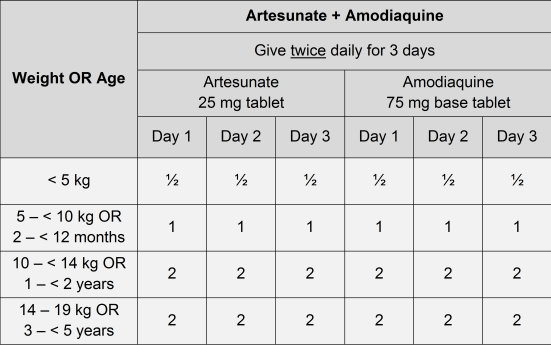 Artesunate + Amodiaquine
Give twice daily for 3 days
Weight OR Age
Artesunate
25 mg tablet
Amodiaquine
75 mg base tablet
Day 1 Day 2 Day 3 Day 1 Day 2 Day 3
< 5 kg ½ ½ ½ ½ ½ ½
5 – < 10 kg OR
2 – < 12 months
1 1 1 1 1 1
10 – < 14 kg OR
1 – < 2 years
2 2 2 2 2 2
14 – 19 kg OR
3 – < 5 years
2 2 2 2 2 2